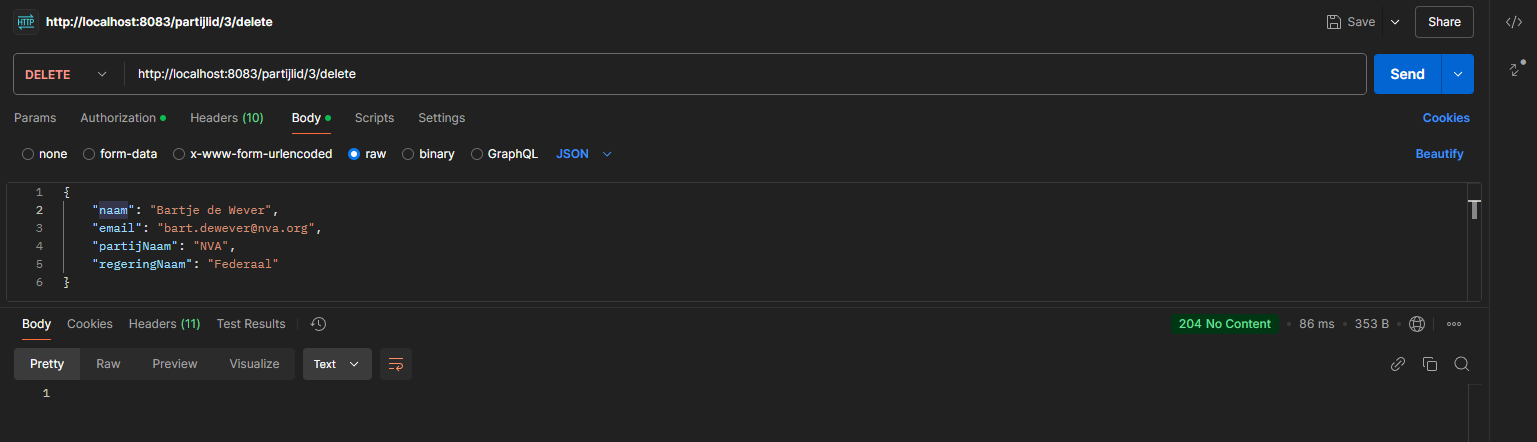 HTTP http://localhost:8083/partijlid/3/delete Save Share
DELETE http://localhost:8083/partijlid/3/delete Send
Params Authorization Headers (10) Body Scripts Settings Cookies
none form-data x-www-form-urlencoded raw binary GraphQL JSON Beautify
1 {
2 "naam": "Bartje de Wever",
3 "email": "bart.dewever@nva.org",
4 "partijNaam": "NVA",
5 "regeringNaam": "Federaal"
6 }
Body Cookies Headers (11) Test Results 204 No Content 86 ms 353 B
Pretty Raw Preview Visualize Text
1